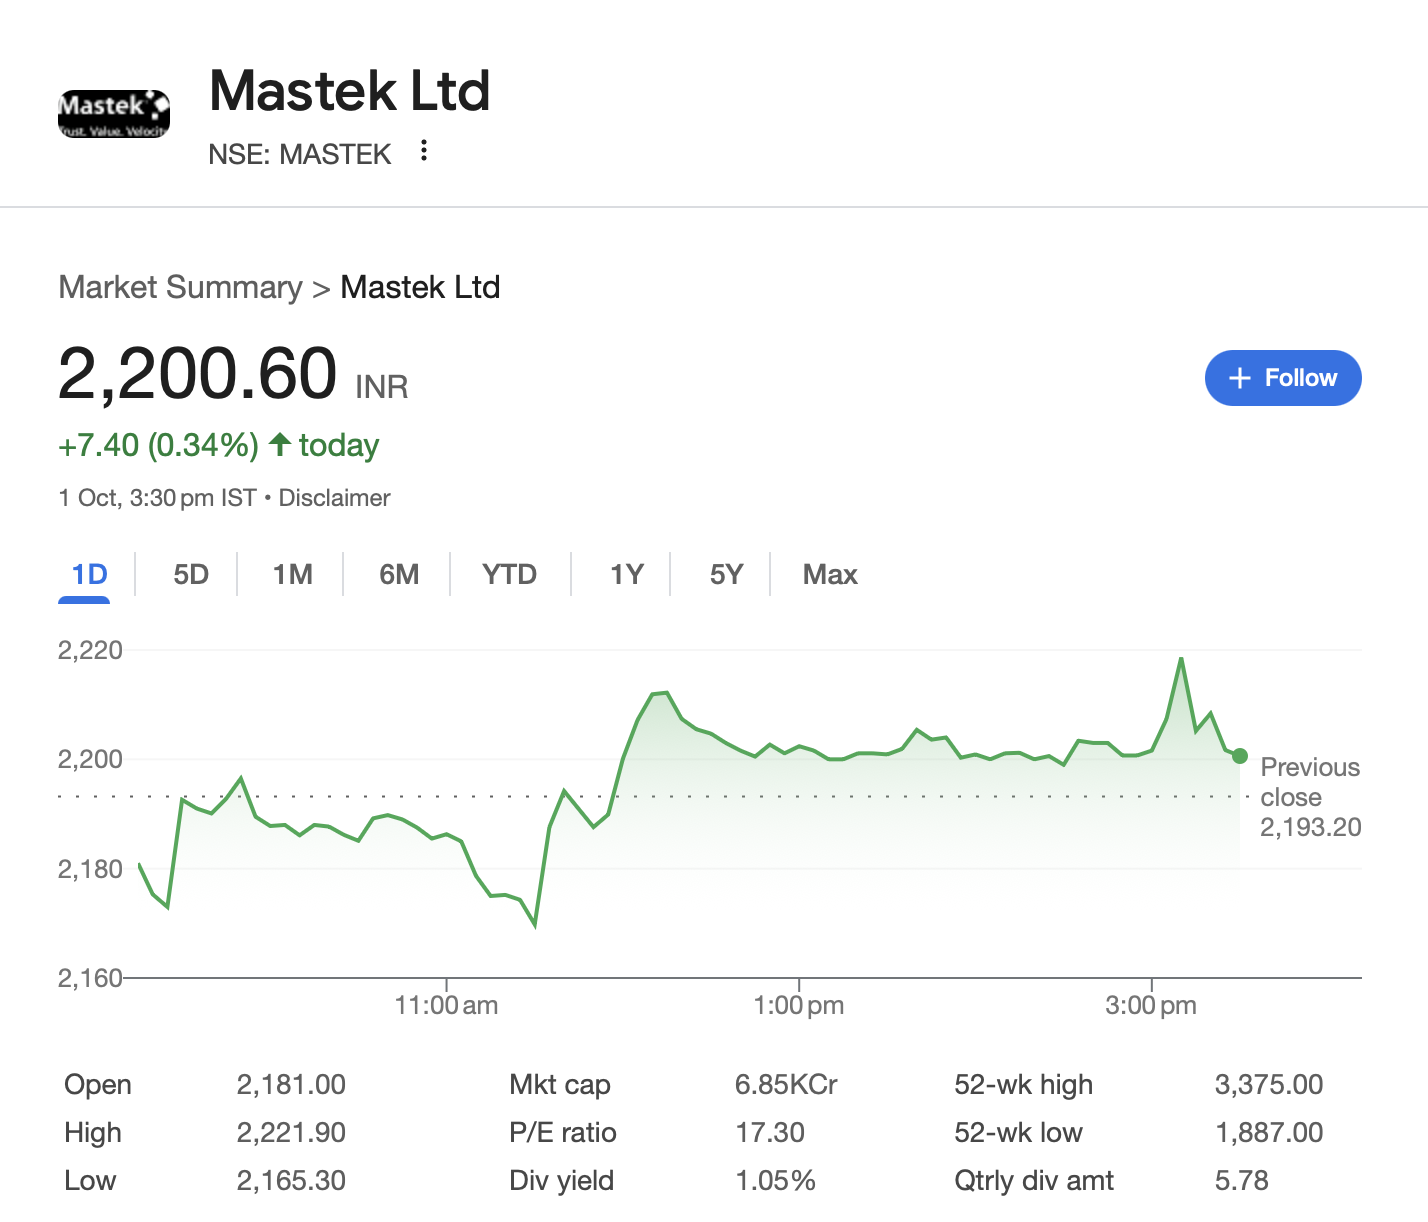 Mastek
Trust. Value. Velocity
Mastek Ltd
NSE: MASTEK
Market Summary > Mastek Ltd
2,200.60 INR
+ Follow
+7.40 (0.34%) ↑ today
1 Oct, 3:30 pm IST • Disclaimer
1D 5D 1M 6M YTD 1Y 5Y Max
2,220
2,200
2,180
2,160
Previous
close
2,193.20
11:00 am 1:00 pm 3:00 pm
Open 2,181.00 Mkt cap 6.85KCr 52-wk high 3,375.00
High 2,221.90 P/E ratio 17.30 52-wk low 1,887.00
Low 2,165.30 Div yield 1.05% Qtrly div amt 5.78